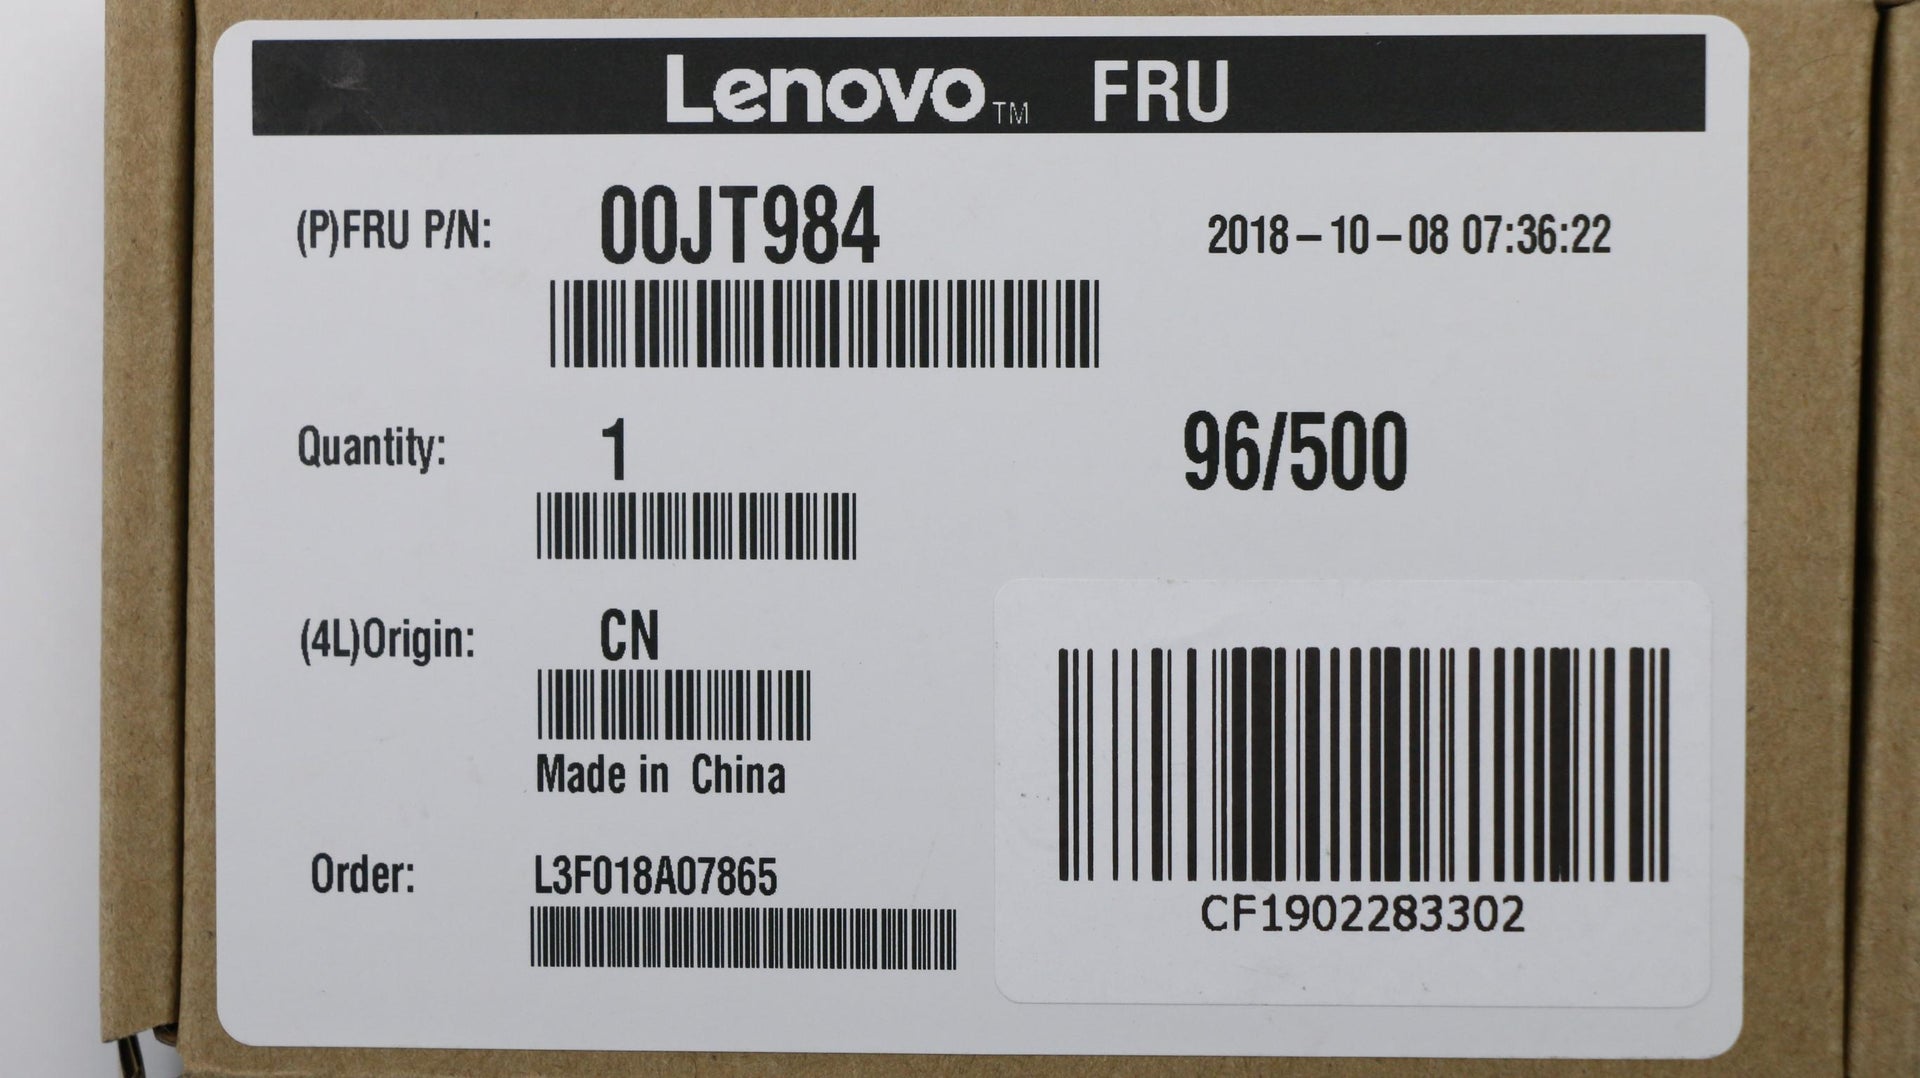 Lenovo™ FRU
(P)FRU P/N: 00JT984 2018-10-08 07:36:22
Quantity: 1 96/500
(4L)Origin: CN
Made in China
Order: L3F018A07865
CF1902283302